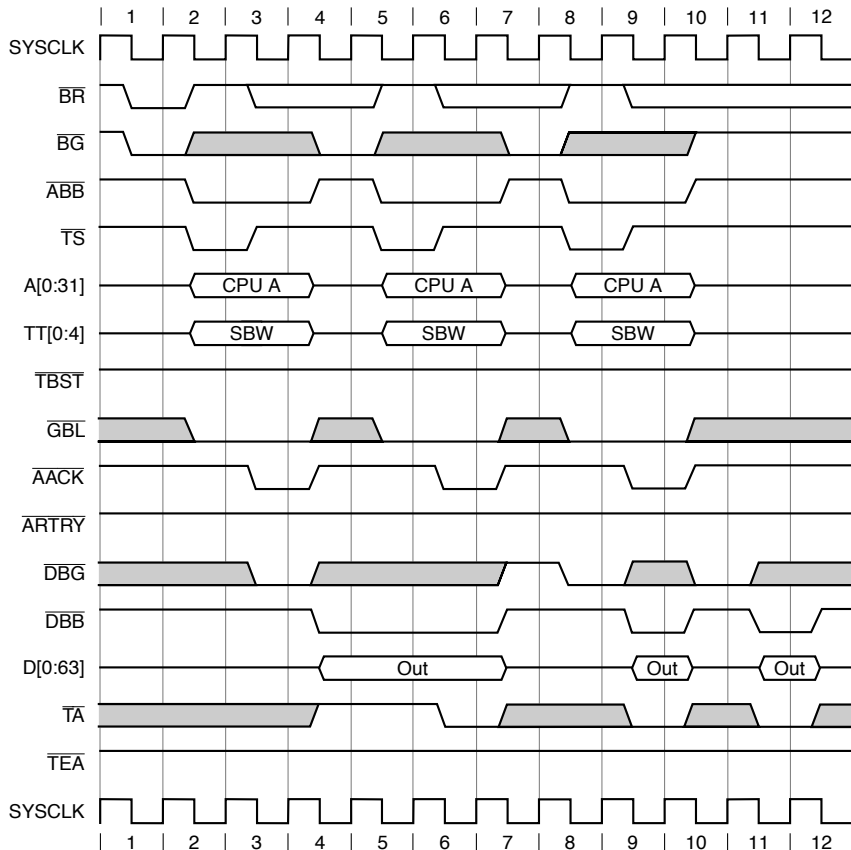 1 2 3 4 5 6 7 8 9 10 11 12
SYSCLK
BR
BG
ABB
TS
A[0:31] CPU A CPU A CPU A
TT[0:4] SBW SBW SBW
TBST
GBL
AACK
ARTRY
DBG
DBB
D[0:63] Out Out Out
TA
TEA
SYSCLK
1 2 3 4 5 6 7 8 9 10 11 12